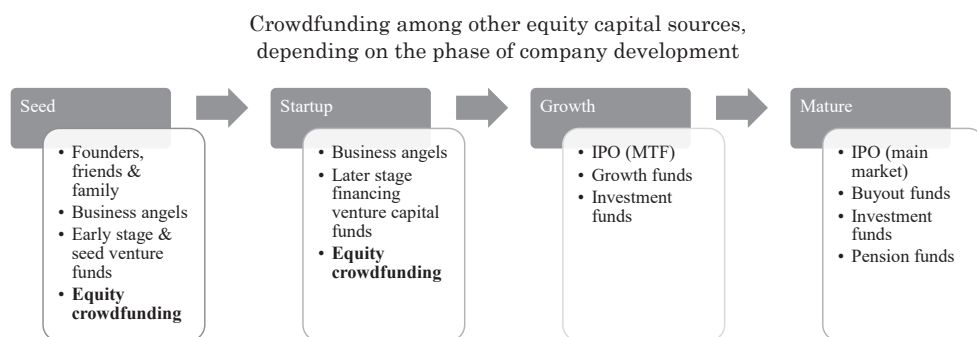 Crowdfunding among other equity capital sources,
depending on the phase of company development
Seed
• Founders,
friends &
family
• Business angels
• Early stage &
seed venture
funds
• Equity
crowdfunding
Startup
• Business angels
• Later stage
financing
venture capital
funds
• Equity
crowdfunding
Growth
• IPO (MTF)
• Growth funds
• Investment
funds
Mature
• IPO (main
market)
• Buyout funds
• Investment
funds
• Pension funds